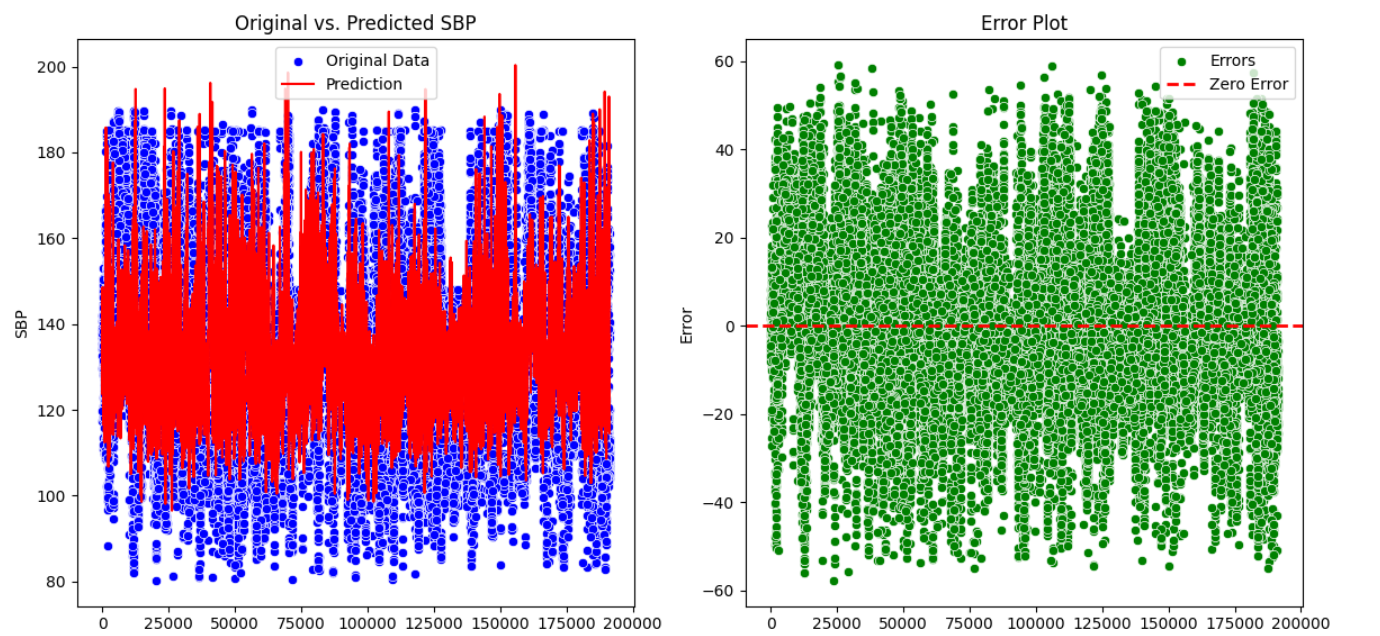 Original vs. Predicted SBP
Original Data
Prediction
SBP
200
180
160
140
120
100
80
0 25000 50000 75000 100000 125000 150000 175000 200000
Error Plot
Errors
Zero Error
Error
60
40
20
0
−20
−40
−60
0 25000 50000 75000 100000 125000 150000 175000 200000